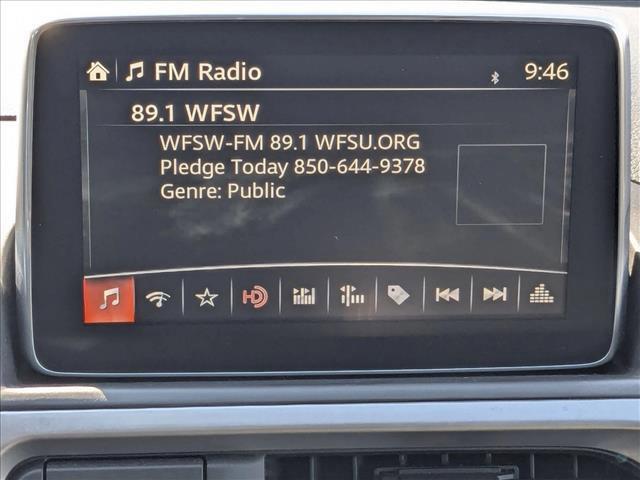 FM Radio 9:46
89.1 WFSW
WFSW-FM 89.1 WFSU.ORG
Pledge Today 850-644-9378
Genre: Public
HD